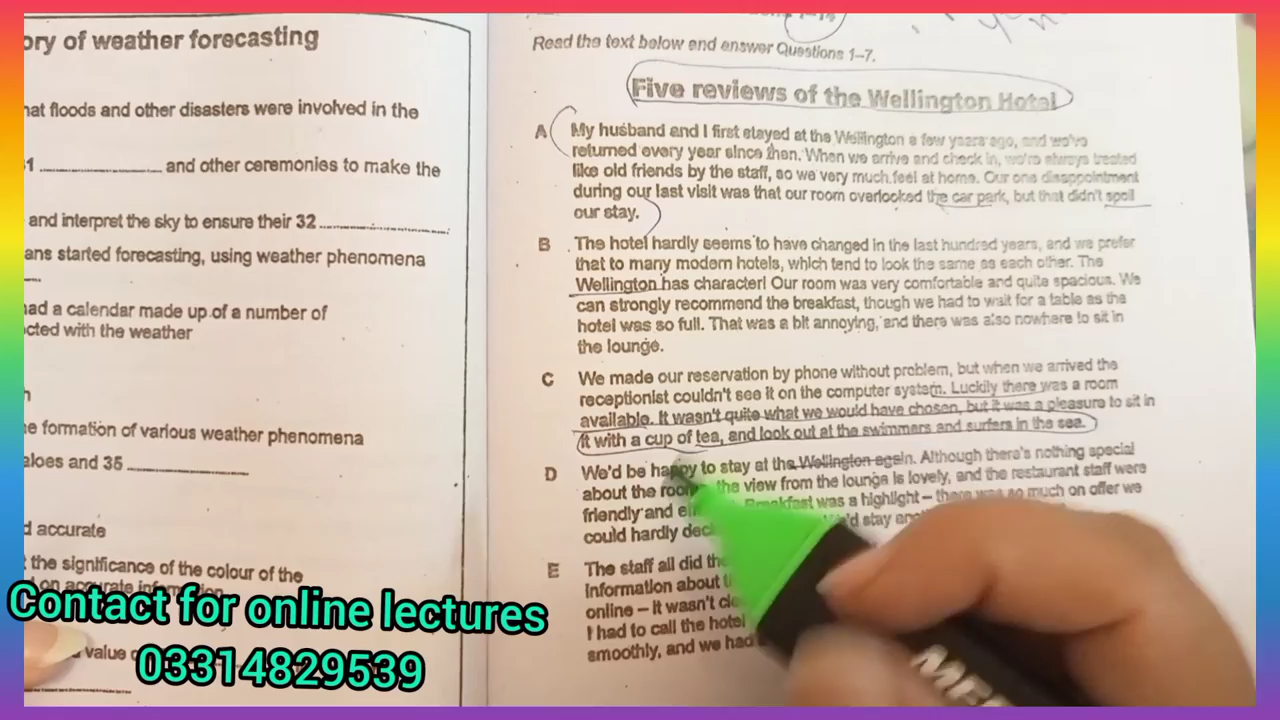 ory of weather forecasting
hat floods and other disasters were involved in the
31 .................... and other ceremonies to make the
and interpret the sky to ensure their 32 ....................
ans started forecasting, using weather phenomena
had a calendar made up of a number of
cted with the weather
e formation of various weather phenomena
aloes and 35 ....................
d accurate
the significance of the colour of the
d on accurate information
value
Contact for online lectures
03314829539
Read the text below and answer Questions 1–7.
Five reviews of the Wellington Hotel
A My husband and I first stayed at the Wellington a few years ago, and we've
returned every year since then. When we arrive and check in, we're always treated
like old friends by the staff, so we very much feel at home. Our one disappointment
during our last visit was that our room overlooked the car park, but that didn't spoil
our stay.
B The hotel hardly seems to have changed in the last hundred years, and we prefer
that to many modern hotels, which tend to look the same as each other. The
Wellington has character! Our room was very comfortable and quite spacious. We
can strongly recommend the breakfast, though we had to wait for a table as the
hotel was so full. That was a bit annoying, and there was also nowhere to sit in
the lounge.
C We made our reservation by phone without problem, but when we arrived the
receptionist couldn't see it on the computer system. Luckily there was a room
available. It wasn't quite what we would have chosen, but it was a pleasure to sit in
it with a cup of tea, and look out at the swimmers and surfers in the sea.
D We'd be happy to stay at the Wellington again. Although there's nothing special
about the room, the view from the lounge is lovely, and the restaurant staff were
friendly and Breakfast was a highlight – there was so much on offer we
could hardly stay
E The staff all did
information about
online – it wasn't
I had to call the hotel
smoothly, and we had